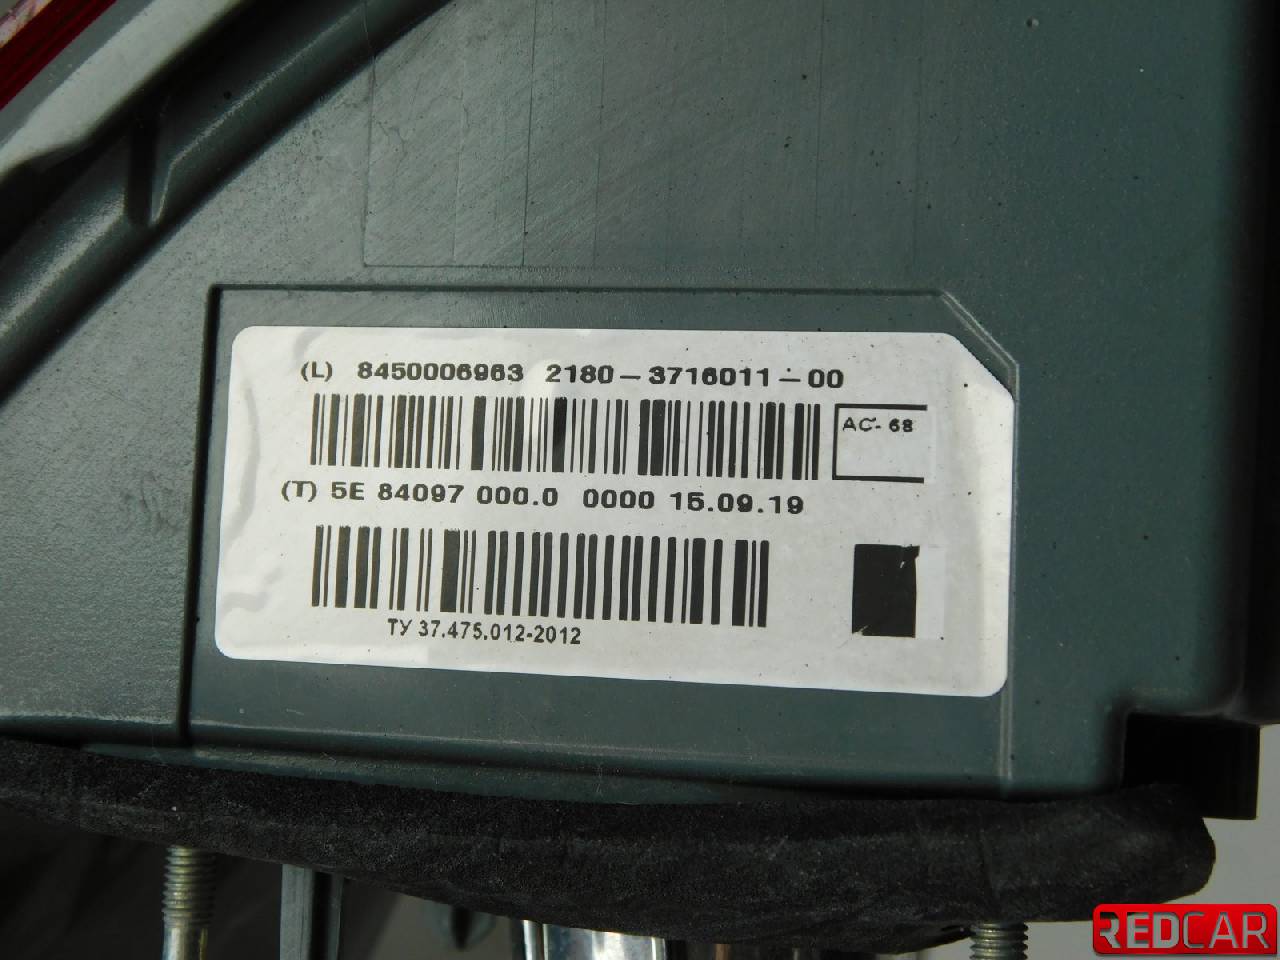 (L) 8450006963 2180-3716011-00
AC- 68
(T) 5E 84097 000.0 0000 15.09.19
ТУ 37.475.012-2012
REDCAR